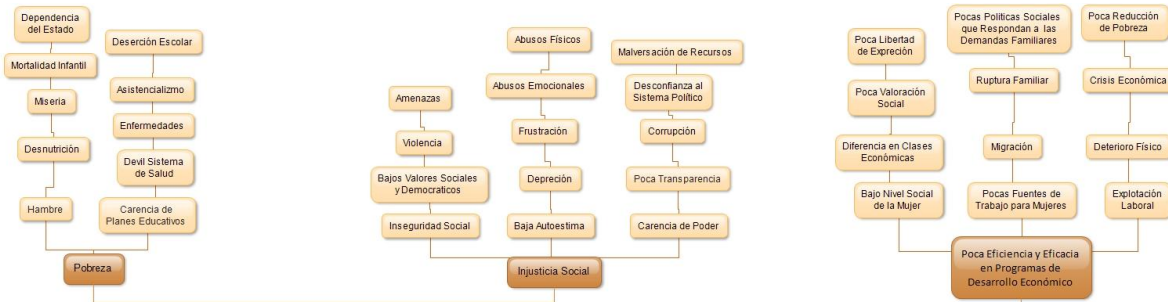 Dependencia
del Estado
Mortalidad Infantil
Miseria
Desnutrición
Hambre
Deserción Escolar
Asistencializmo
Enfermedades
Devil Sistema
de Salud
Carencia de
Planes Educativos
Pobreza
Amenazas
Violencia
Bajos Valores Sociales
y Democraticos
Inseguridad Social
Abusos Físicos
Abusos Emocionales
Frustración
Depreción
Baja Autoestima
Malversación de Recursos
Desconfianza al
Sistema Político
Corrupción
Poca Transparencia
Carencia de Poder
Injusticia Social
Poca Libertad
de Expreción
Poca Valoración
Social
Diferencia en Clases
Económicas
Bajo Nivel Social
de la Mujer
Pocas Políticas Sociales
que Respondan a las
Demandas Familiares
Ruptura Familiar
Migración
Pocas Fuentes de
Trabajo para Mujeres
Poca Reducción
de Pobreza
Crisis Económica
Deterioro Físico
Explotación
Laboral
Poca Eficiencia y Eficacia
en Programas de
Desarrollo Económico